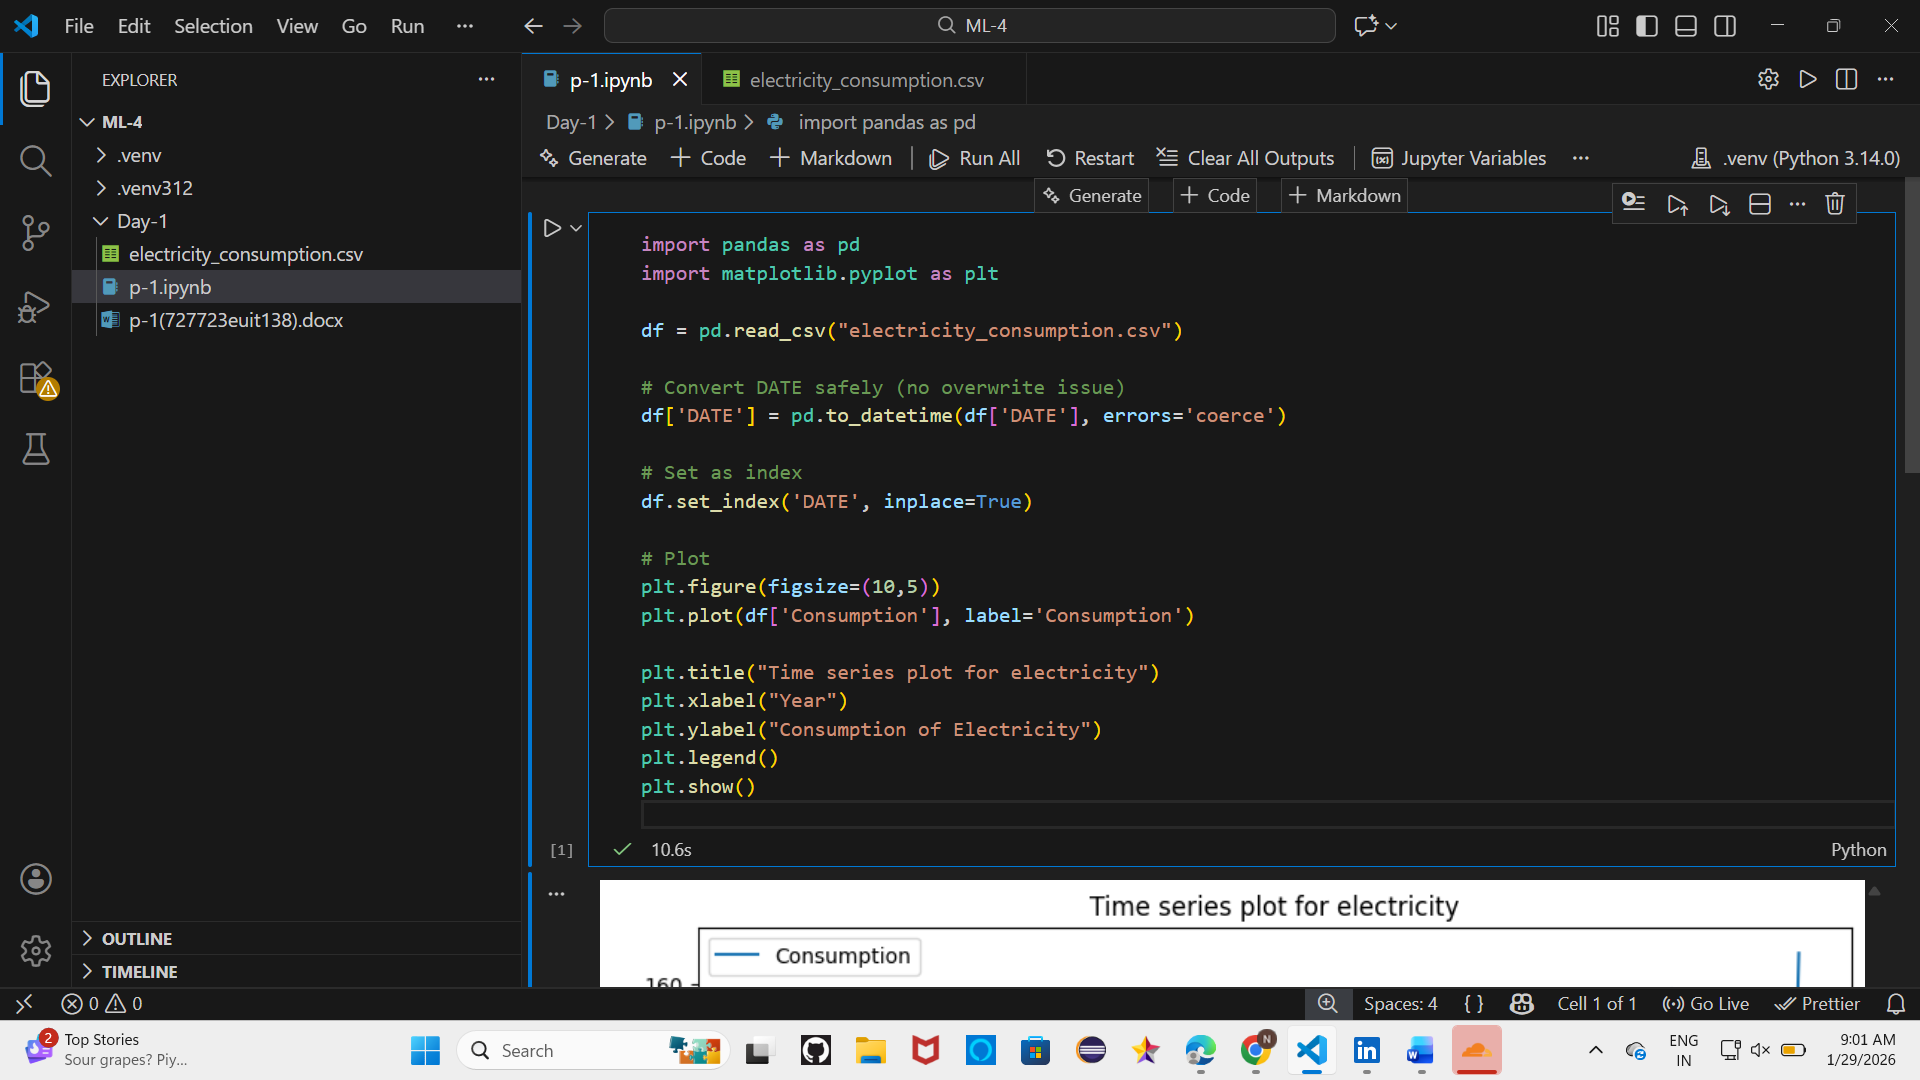 File Edit Selection View Go Run ··· ML-4
EXPLORER ···
ML-4
.venv
.venv312
Day-1
electricity_consumption.csv
p-1.ipynb
p-1(727723euit138).docx
OUTLINE
TIMELINE
p-1.ipynb electricity_consumption.csv
Day-1 > p-1.ipynb > import pandas as pd
Generate + Code + Markdown | Run All Restart Clear All Outputs | Jupyter Variables ··· .venv (Python 3.14.0)
Generate + Code + Markdown
import pandas as pd
import matplotlib.pyplot as plt
df = pd.read_csv("electricity_consumption.csv")
# Convert DATE safely (no overwrite issue)
df['DATE'] = pd.to_datetime(df['DATE'], errors='coerce')
# Set as index
df.set_index('DATE', inplace=True)
# Plot
plt.figure(figsize=(10,5))
plt.plot(df['Consumption'], label='Consumption')
plt.title("Time series plot for electricity")
plt.xlabel("Year")
plt.ylabel("Consumption of Electricity")
plt.legend()
plt.show()
[1] 10.6s Python
Time series plot for electricity
Consumption
160
0 0 Spaces: 4 { } Cell 1 of 1 Go Live Prettier
2 Top Stories
Sour grapes? Piy...
Search
N
ENG
IN
9:01 AM
1/29/2026